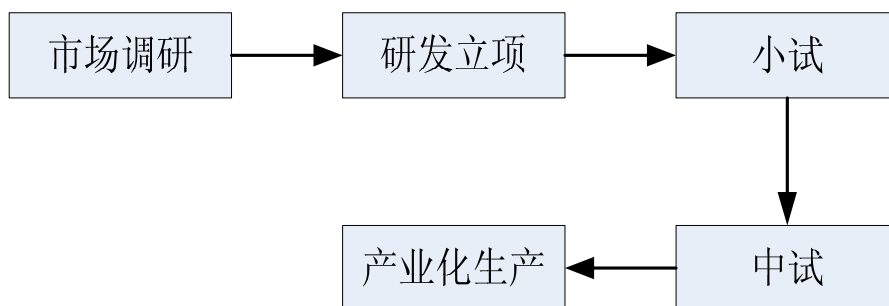 市场调研
研发立项
小试
中试
产业化生产